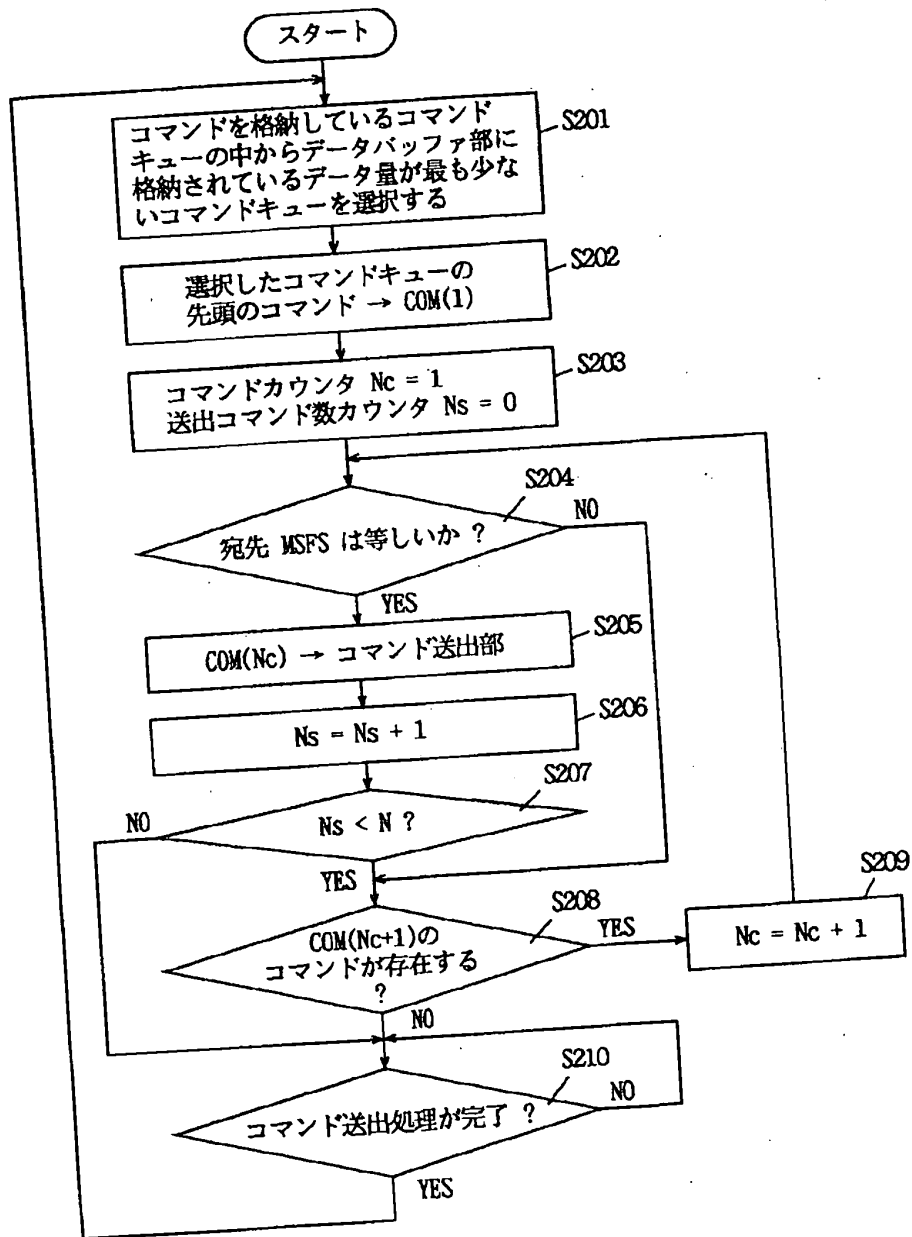 スタート
コマンドを格納しているコマンド
キューの中からデータバッファ部に
格納されているデータ量が最も少な
いコマンドキューを選択する
S201
選択したコマンドキューの
先頭のコマンド → COM(1)
S202
コマンドカウンタ Nc = 1
送出コマンド数カウンタ Ns = 0
S203
S204
宛先 MSFS は等しいか ?
NO
YES
COM(Nc) → コマンド送出部
S205
Ns = Ns + 1
S206
S207
Ns < N ?
NO
YES
S208
COM(Nc+1)の
コマンドが存在する
?
YES
S209
Nc = Nc + 1
NO
S210
コマンド送出処理が完了 ?
NO
YES